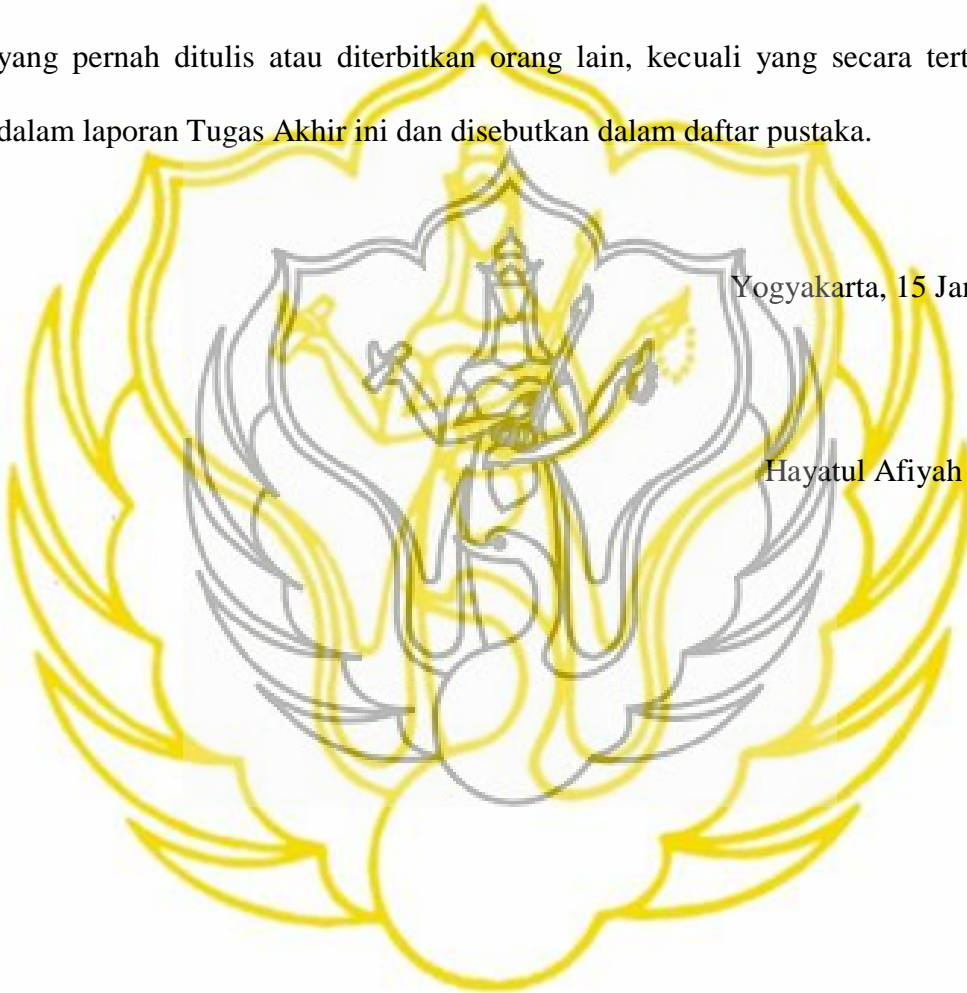 yang pernah ditulis atau diterbitkan orang lain, kecuali yang secara tert
dalam laporan Tugas Akhir ini dan disebutkan dalam daftar pustaka.
Yogyakarta, 15 Jan
Hayatul Afiyah